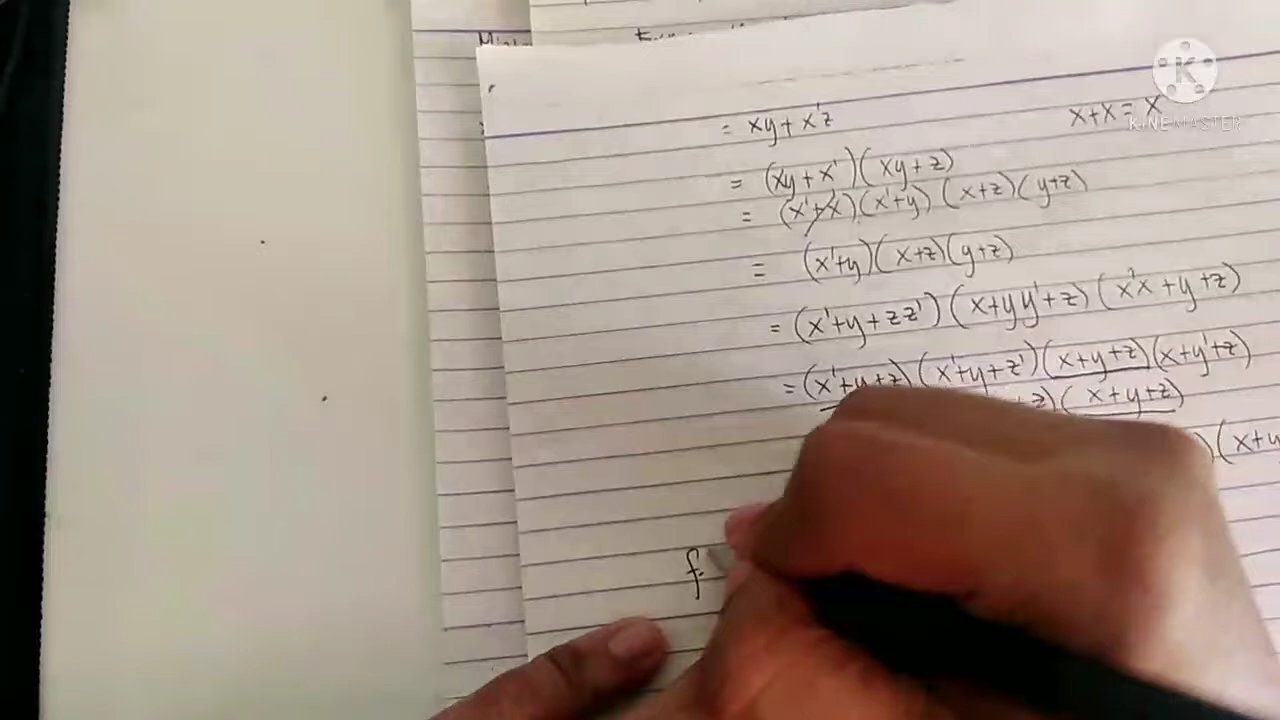 = xy + x'z x+x = x
KINEMASTER
= (xy + x')(xy + z)
= (x'+x)(x'+y)(x+z)(y+z)
= (x'+y)(x+z)(y+z)
= (x'+y+zz')(x+yy'+z)(x'x+y+z)
= (x'+y+z)(x'+y+z')(x+y+z)(x+y'+z)
+z)(x+y+z)
)(x+y
f